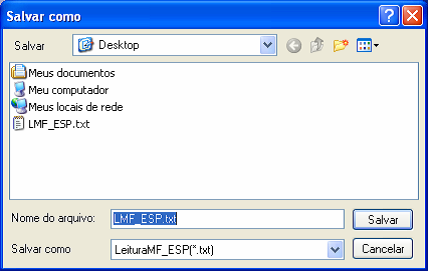 Salvar como
Salvar
Desktop
Meus documentos
Meu computador
Meus locais de rede
LMF_ESP.txt
Nome do arquivo: LMF_ESP.txt Salvar
Salvar como LeituraMF_ESP(*.txt) Cancelar